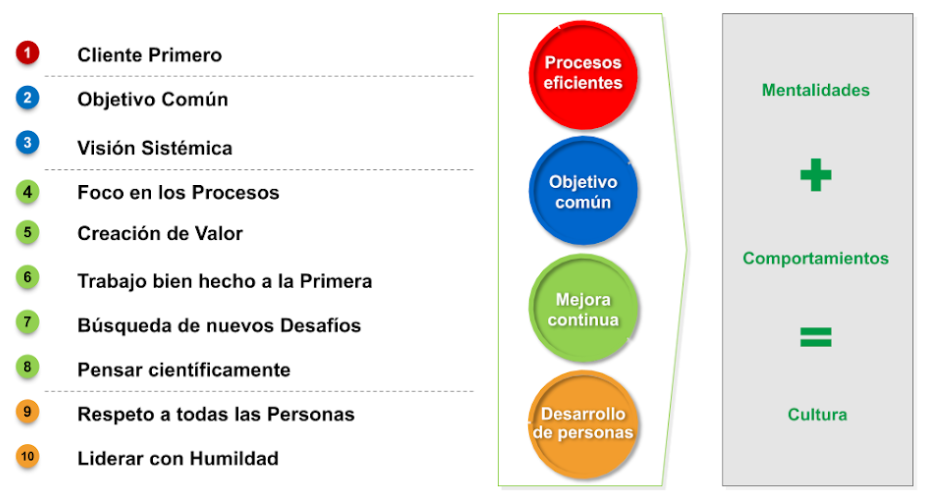 1 Cliente Primero
2 Objetivo Común
3 Visión Sistémica
4 Foco en los Procesos
5 Creación de Valor
6 Trabajo bien hecho a la Primera
7 Búsqueda de nuevos Desafíos
8 Pensar científicamente
9 Respeto a todas las Personas
10 Liderar con Humildad
Procesos
eficientes
Objetivo
común
Mejora
continua
Desarrollo
de personas
Mentalidades
+
Comportamientos
=
Cultura